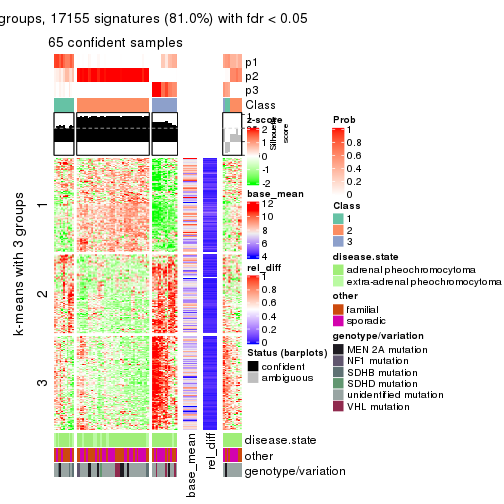 groups, 17155 signatures (81.0%) with fdr < 0.05
65 confident samples
p1
p2
p3
Class
Silhouette
score
z-score
2
1
0
-1
-2
base_mean
12
10
8
6
4
rel_diff
1
0.8
0.6
0.4
0.2
0
Status (barplots)
confident
ambiguous
Prob
1
0.8
0.6
0.4
0.2
0
Class
1
2
3
disease.state
adrenal pheochromocytoma
extra-adrenal pheochromocytoma
other
familial
sporadic
genotype/variation
MEN 2A mutation
NF1 mutation
SDHB mutation
SDHD mutation
unidentified mutation
VHL mutation
k-means with 3 groups
1
2
3
base_mean
rel_diff
disease.state
other
genotype/variation